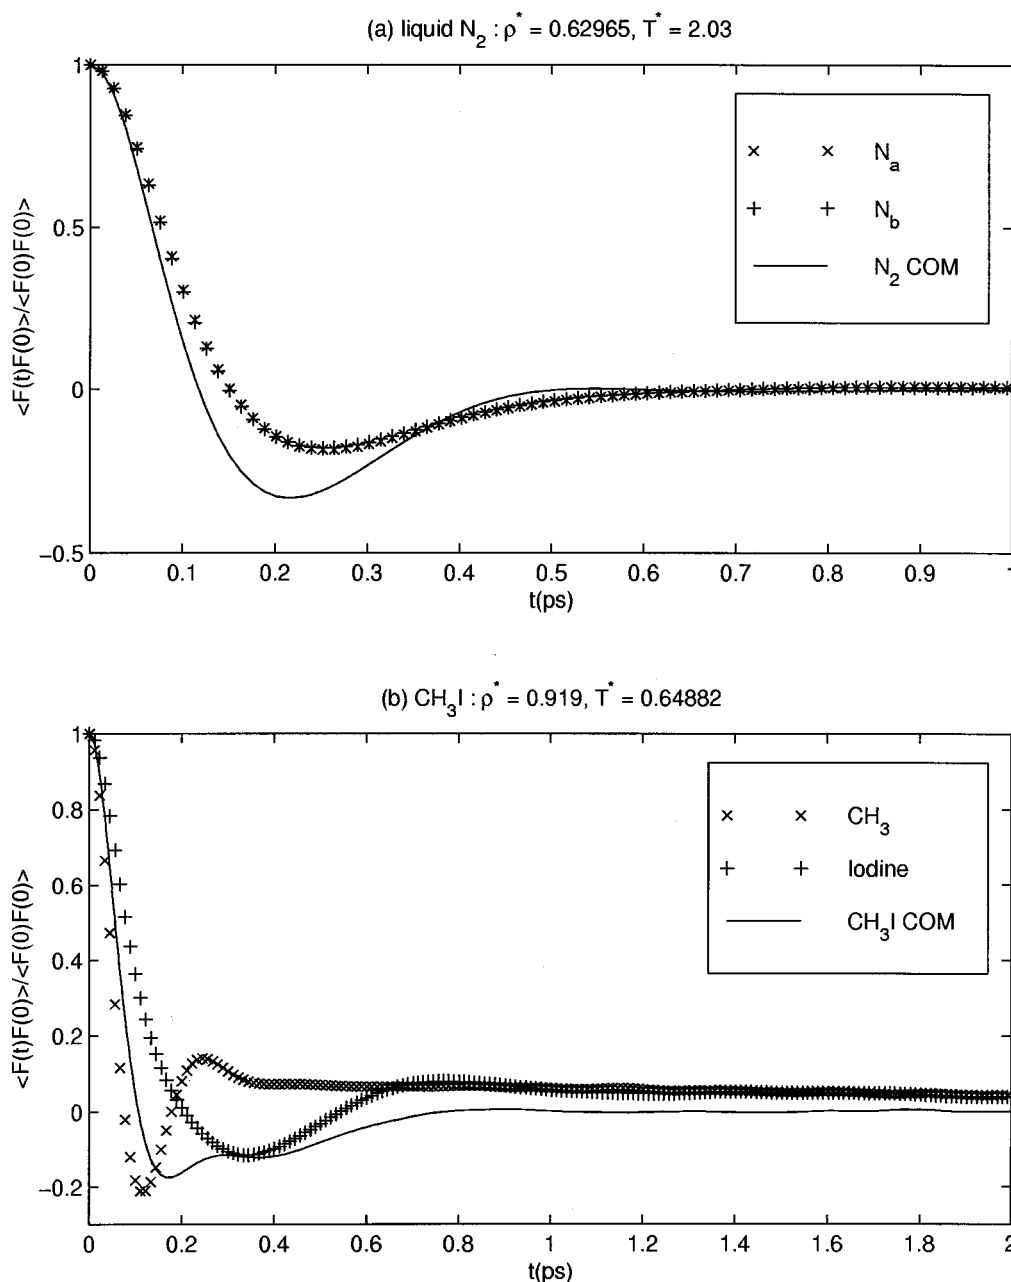 (a) liquid N₂ : ρ* = 0.62965, T* = 2.03
1
0.5
0
−0.5
<F(t)F(0)>/<F(0)F(0)>
× × Nₐ
+ + N_b
N₂ COM
0 0.1 0.2 0.3 0.4 0.5 0.6 0.7 0.8 0.9 1
t(ps)
(b) CH₃I : ρ* = 0.919, T* = 0.64882
1
0.8
0.6
0.4
0.2
0
−0.2
<F(t)F(0)>/<F(0)F(0)>
× × CH₃
+ + Iodine
CH₃I COM
0 0.2 0.4 0.6 0.8 1 1.2 1.4 1.6 1.8 2
t(ps)